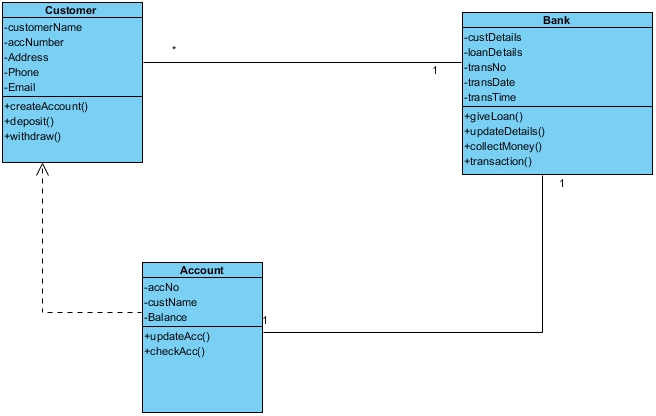 Customer
-customerName
-accNumber
-Address
-Phone
-Email
+createAccount()
+deposit()
+withdraw()
*
1
Bank
-custDetails
-loanDetails
-transNo
-transDate
-transTime
+giveLoan()
+updateDetails()
+collectMoney()
+transaction()
1
Account
-accNo
-custName
-Balance
+updateAcc()
+checkAcc()
1